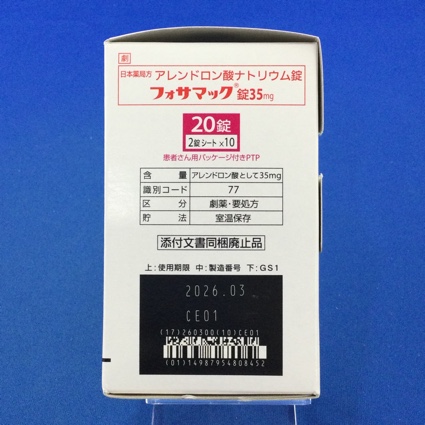 劇
日本薬局方 アレンドロン酸ナトリウム錠
フォサマック®錠35mg
20錠
2錠シート×10
患者さん用パッケージ付きPTP
含量 アレンドロン酸として35mg
識別コード 77
区分 劇薬・要処方
貯法 室温保存
添付文書同梱廃止品
上:使用期限 中:製造番号 下:GS1
2026.03
CE01
(17)260300(10)CE01
(01)14987954808452